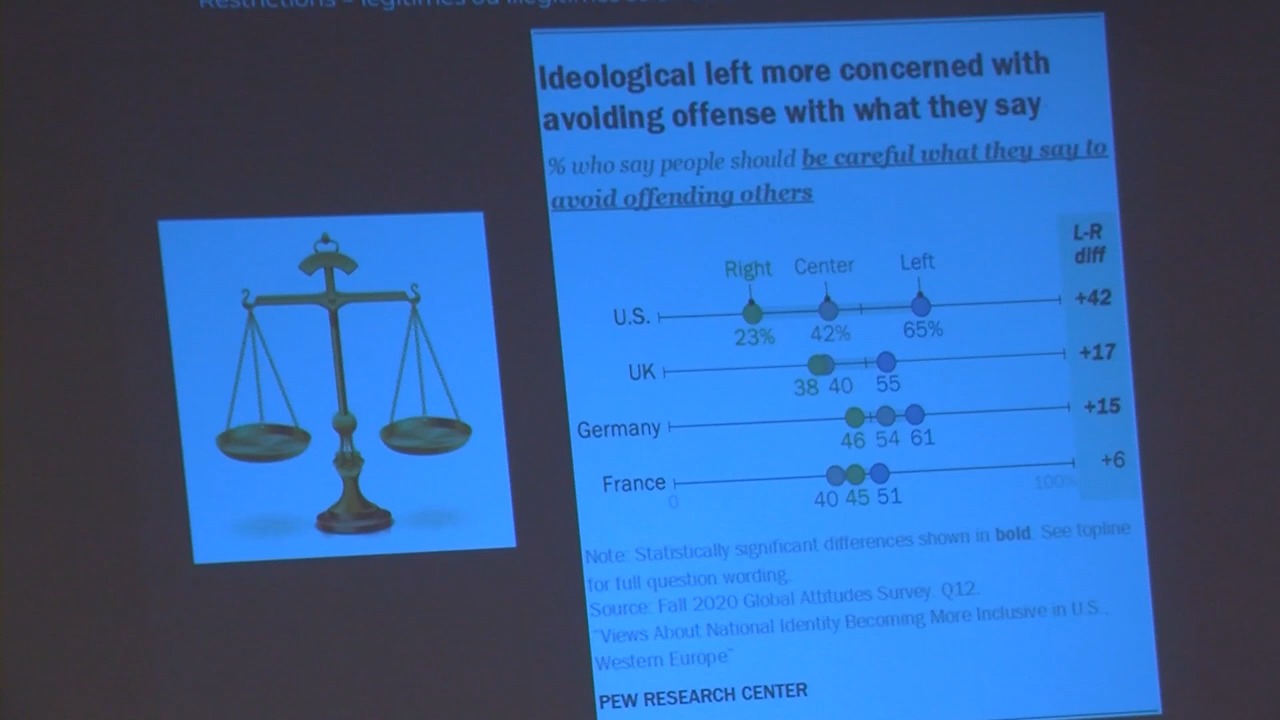 Restrictions – légitimes ou illégitimes
Ideological left more concerned with
avoiding offense with what they say
% who say people should be careful what they say to
avoid offending others
L-R
diff
Right Center Left
U.S. +42
23% 42% 65%
UK +17
38 40 55
Germany +15
46 54 61
France +6
0 40 45 51 100%
Note: Statistically significant differences shown in bold. See topline
for full question wording.
Source: Fall 2020 Global Attitudes Survey. Q12.
"Views About National Identity Becoming More Inclusive in U.S.,
Western Europe"
PEW RESEARCH CENTER